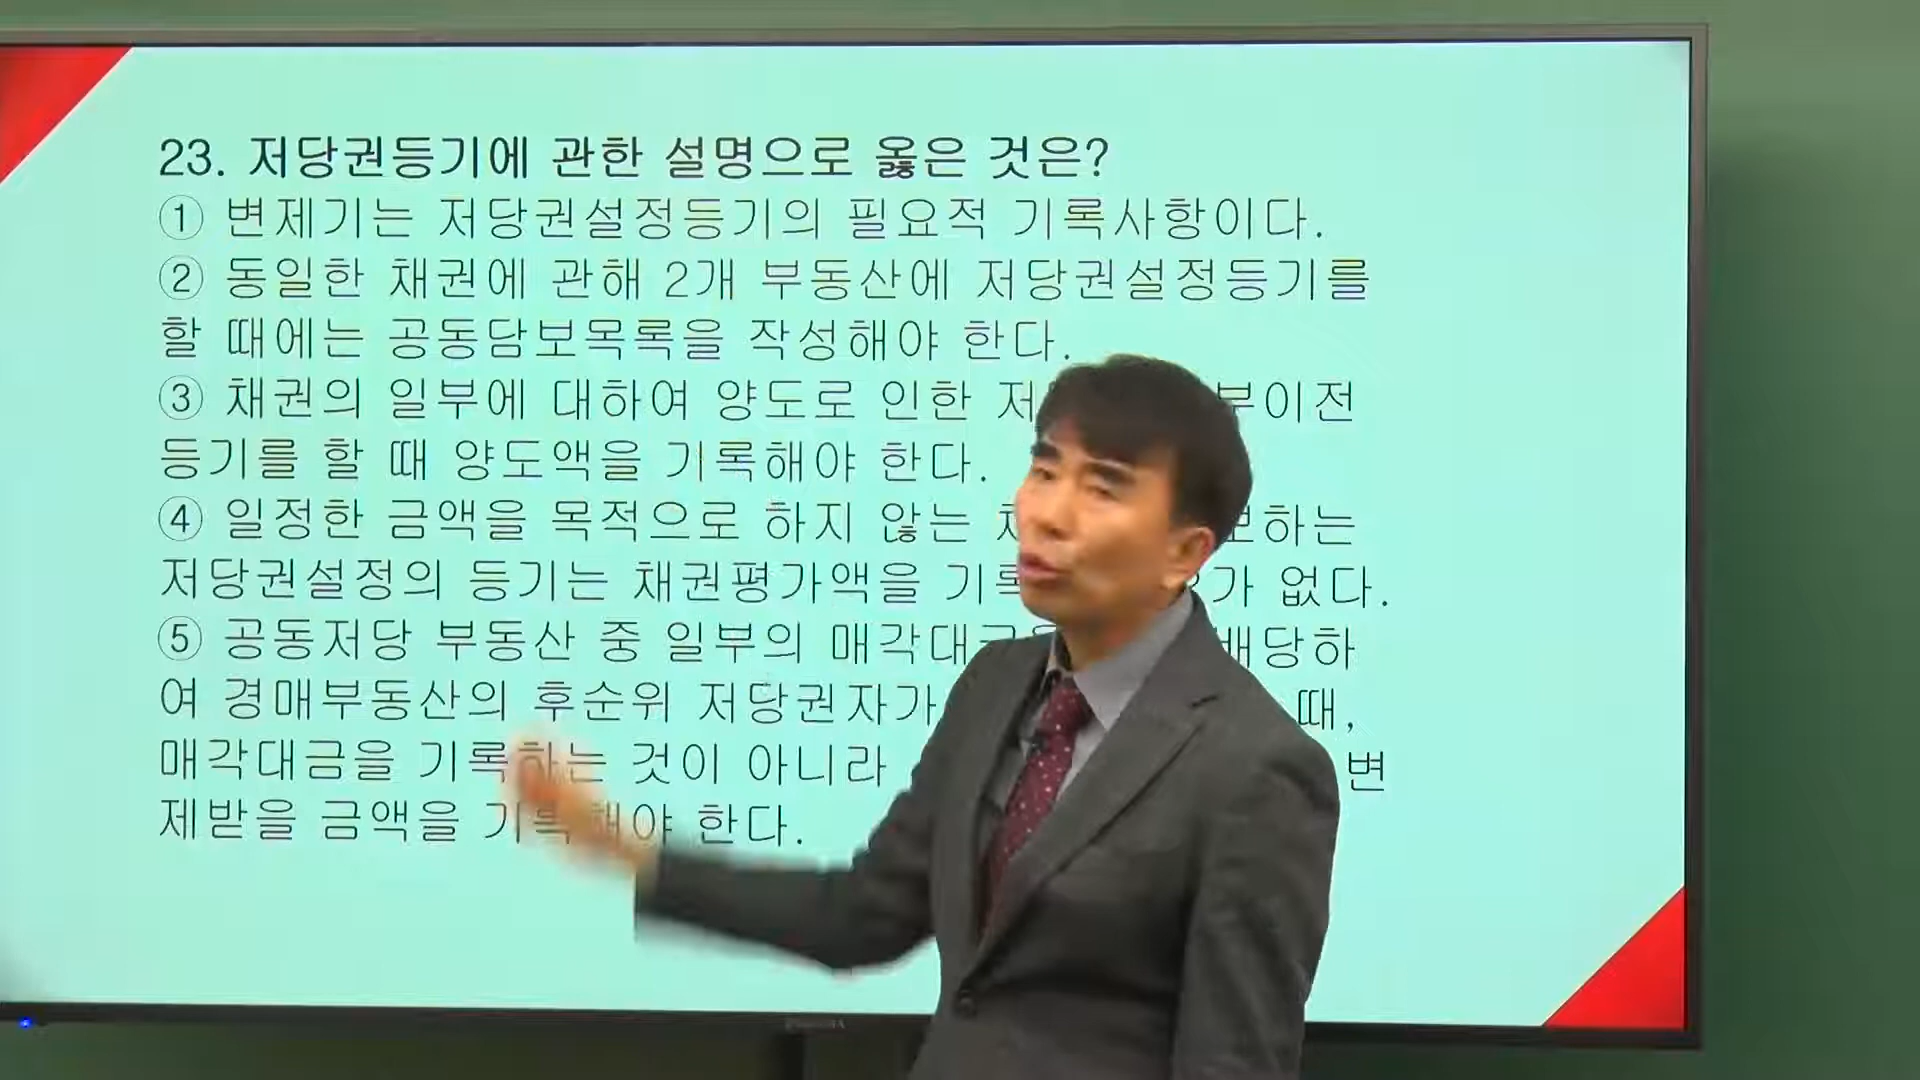 23. 저당권등기에 관한 설명으로 옳은 것은?
① 변제기는 저당권설정등기의 필요적 기록사항이다.
② 동일한 채권에 관해 2개 부동산에 저당권설정등기를
할 때에는 공동담보목록을 작성해야 한다.
③ 채권의 일부에 대하여 양도로 인한 저 부이전
등기를 할 때 양도액을 기록해야 한다.
④ 일정한 금액을 목적으로 하지 않는 보하는
저당권설정의 등기는 채권평가액을 기록 가 없다.
⑤ 공동저당 부동산 중 일부의 매각대금 배당하
여 경매부동산의 후순위 저당권자가 때,
매각대금을 기록하는 것이 아니라 변
제받을 금액을 기록해야 한다.